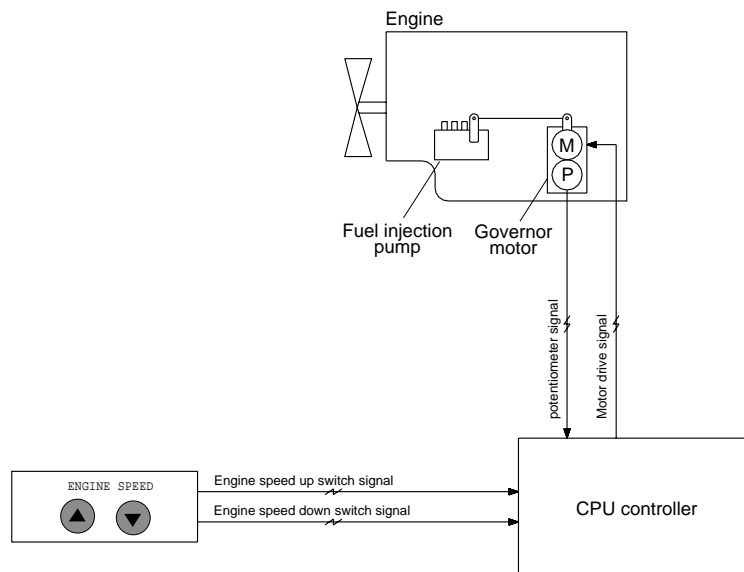 Engine
M
P
Fuel injection
pump
Governor
motor
potentiometer signal
Motor drive signal
ENGINE SPEED
Engine speed up switch signal
Engine speed down switch signal
CPU controller